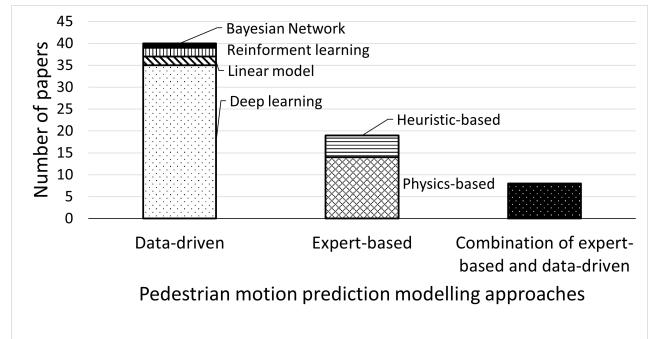 45
40
35
30
25
20
15
10
5
0
Number of papers
Bayesian Network
Reinforment learning
Linear model
Deep learning
Heuristic-based
Physics-based
Data-driven
Expert-based
Combination of expert-
based and data-driven
Pedestrian motion prediction modelling approaches